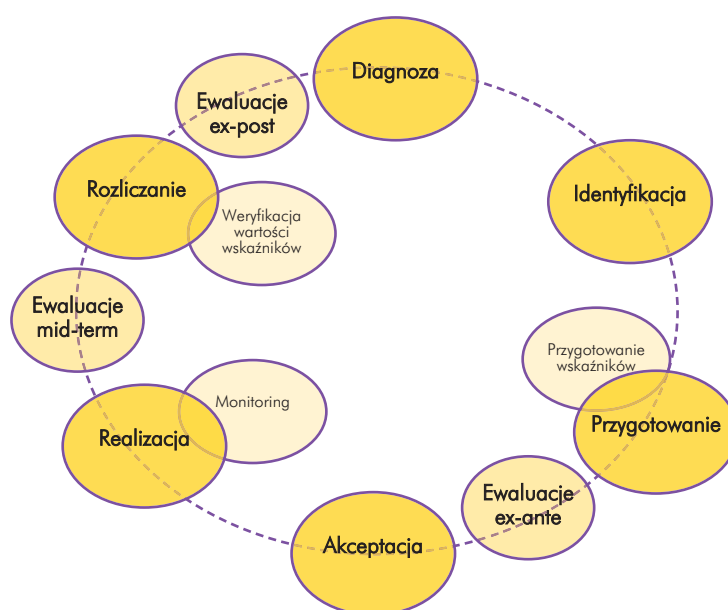 Diagnoza
Ewaluacje
ex-post
Rozliczanie
Identyfikacja
Weryfikacja
wartości
wskaźników
Ewaluacje
mid-term
Przygotowanie
wskaźników
Monitoring
Realizacja
Przygotowanie
Ewaluacje
ex-ante
Akceptacja